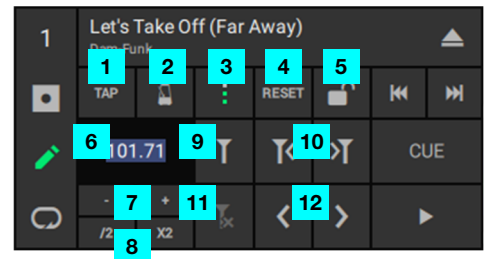 1 Let's Take Off (Far Away)
Dam-Funk
1 2 3 4 5
TAP RESET
6 101.71 9 10 CUE
- 7 + 11 12
/2 8 X2